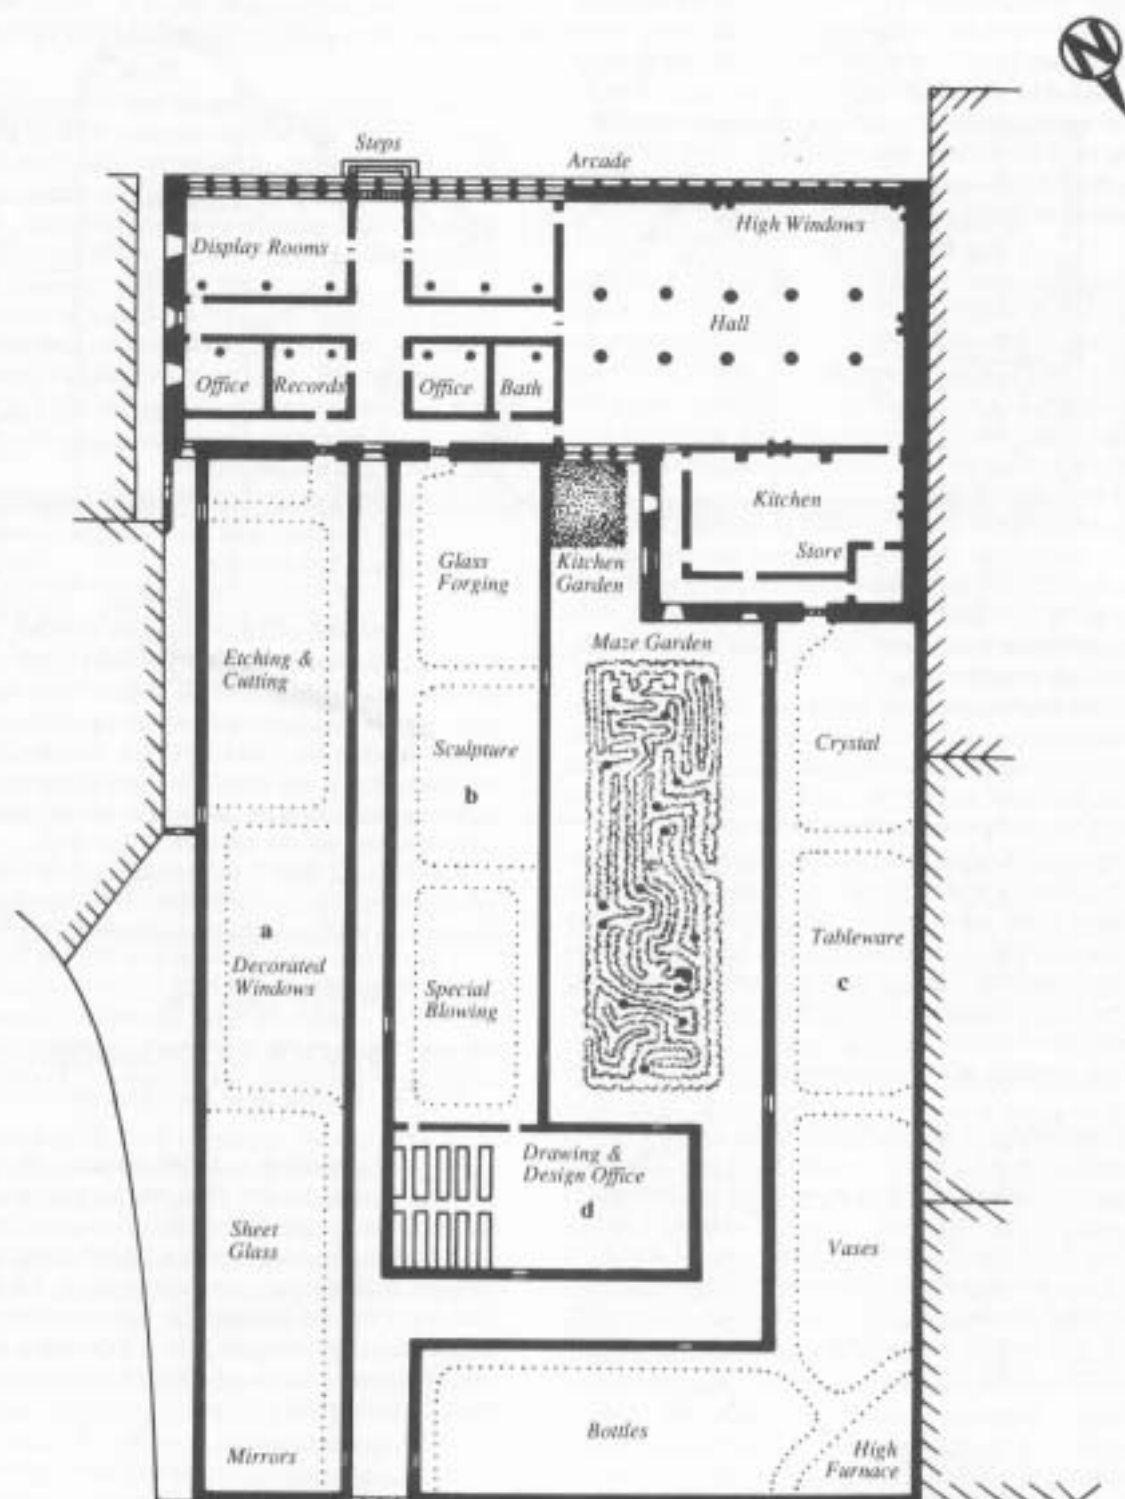 N
Steps
Arcade
High Windows
Display Rooms
Hall
Office
Records
Office
Bath
Kitchen
Store
Glass
Forging
Kitchen
Garden
Maze Garden
Etching &
Cutting
Sculpture
b
Crystal
a
Decorated
Windows
Tableware
c
Special
Blowing
Drawing &
Design Office
d
Sheet
Glass
Vases
Bottles
Mirrors
High
Furnace